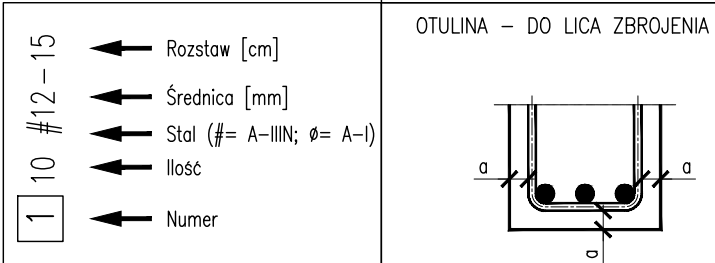 1 10 #12-15
Rozstaw [cm]
Średnica [mm]
Stal (#= A-IIIN; ø= A-I)
Ilość
Numer
OTULINA - DO LICA ZBROJENIA
a
a
a